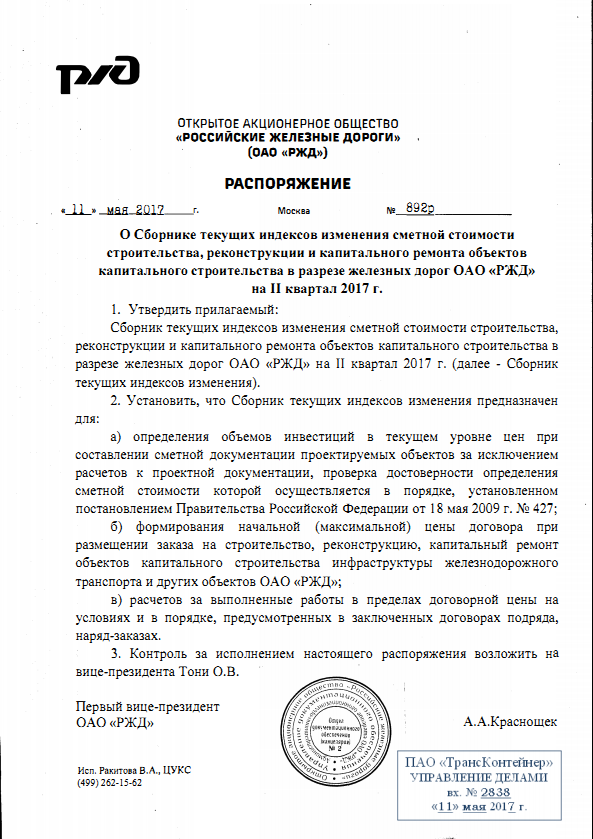 ржд
ОТКРЫТОЕ АКЦИОНЕРНОЕ ОБЩЕСТВО
«РОССИЙСКИЕ ЖЕЛЕЗНЫЕ ДОРОГИ»
(ОАО «РЖД»)
РАСПОРЯЖЕНИЕ
« 11 » мая 2017 г. Москва № 892р
О Сборнике текущих индексов изменения сметной стоимости
строительства, реконструкции и капитального ремонта объектов
капитального строительства в разрезе железных дорог ОАО «РЖД»
на II квартал 2017 г.
1. Утвердить прилагаемый:
Сборник текущих индексов изменения сметной стоимости строительства,
реконструкции и капитального ремонта объектов капитального строительства в
разрезе железных дорог ОАО «РЖД» на II квартал 2017 г. (далее - Сборник
текущих индексов изменения).
2. Установить, что Сборник текущих индексов изменения предназначен
для:
а) определения объемов инвестиций в текущем уровне цен при
составлении сметной документации проектируемых объектов за исключением
расчетов к проектной документации, проверка достоверности определения
сметной стоимости которой осуществляется в порядке, установленном
постановлением Правительства Российской Федерации от 18 мая 2009 г. № 427;
б) формирования начальной (максимальной) цены договора при
размещении заказа на строительство, реконструкцию, капитальный ремонт
объектов капитального строительства инфраструктуры железнодорожного
транспорта и других объектов ОАО «РЖД»;
в) расчетов за выполненные работы в пределах договорной цены на
условиях и в порядке, предусмотренных в заключенных договорах подряда,
наряд-заказах.
3. Контроль за исполнением настоящего распоряжения возложить на
вице-президента Тони О.В.
Первый вице-президент
ОАО «РЖД»
А.А.Краснощек
Отдел
документационного
обеспечения
(канцелярия)
№ 2
Исп. Ракитова В.А., ЦУКС
(499) 262-15-62
ПАО «ТрансКонтейнер»
УПРАВЛЕНИЕ ДЕЛАМИ
вх. № 2838
«11» мая 2017 г.